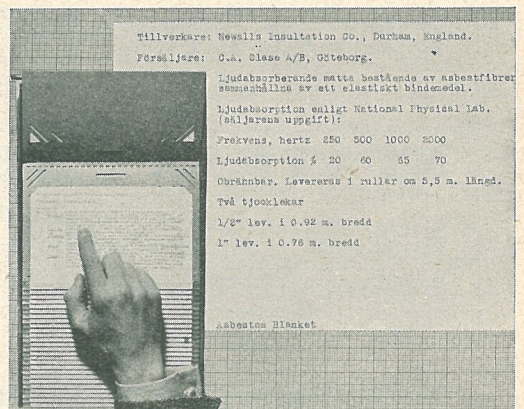 Tillverkare: Newalls Insultation Co., Durham, England.
Försäljare: C.A. Clase A/B, Göteborg.
Ljudabsorberande matta bestående av asbestfibrer
sammanhållna av ett elastiskt bindemedel.
Ljudabsorption enligt National Physical Lab.
(säljarens uppgift):
Frekvens, hertz 250 500 1000 2000
Ljudabsorption % 20 60 65 70
Obrännbar. Levereras i rullar om 5,5 m. längd.
Två tjocklekar
1/2" lev. i 0.92 m. bredd
1" lev. i 0.76 m. bredd
Asbestos Blanket